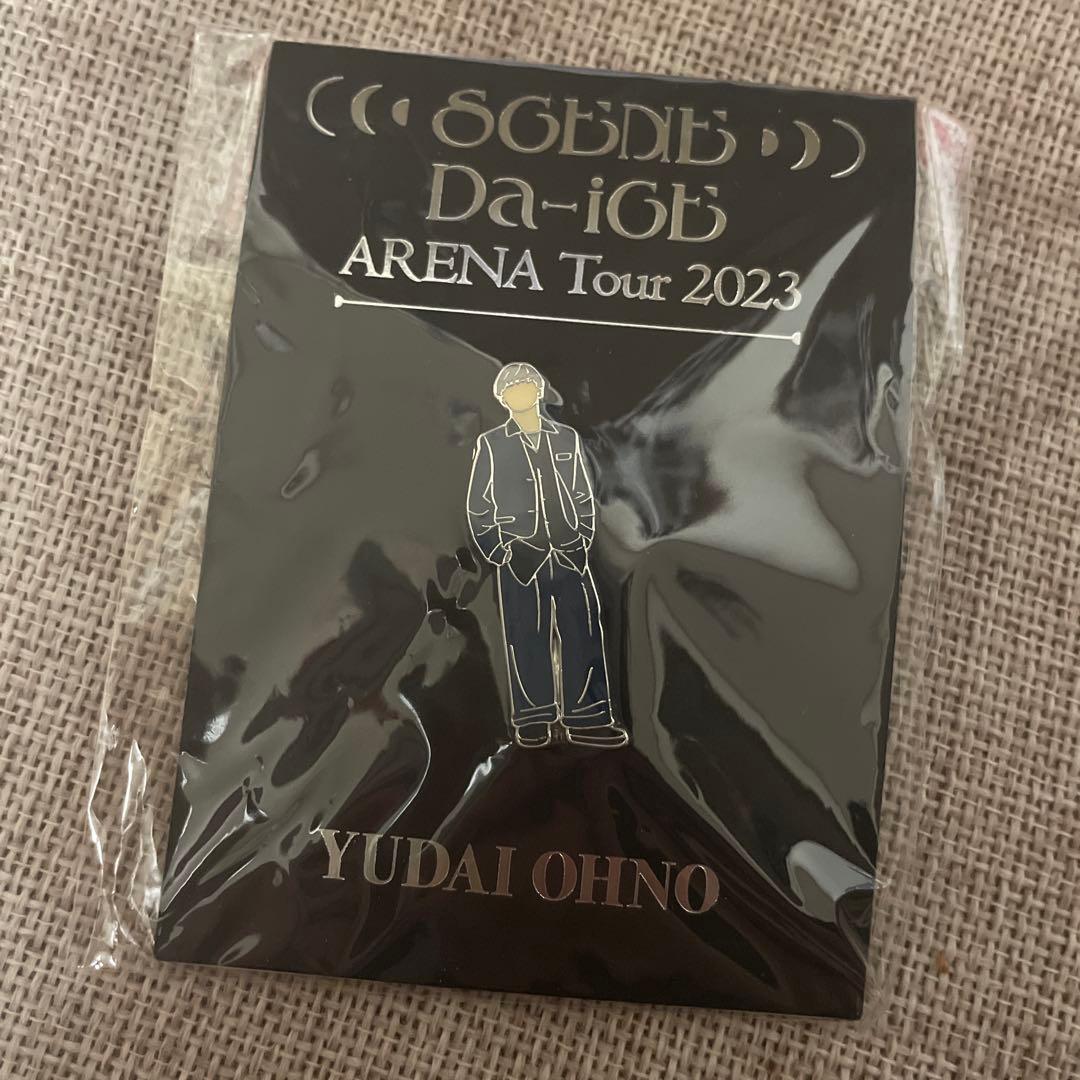 SCENE
Da-iCE
ARENA Tour 2023
YUDAI OHNO